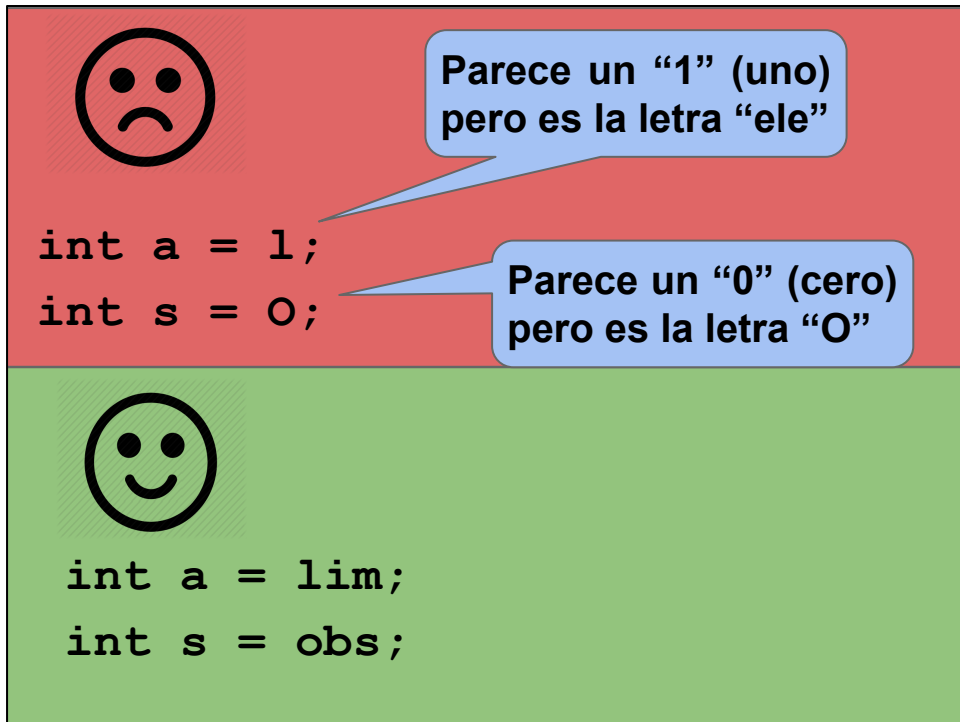 Parece un “1” (uno)
pero es la letra “ele”
int a = l;
int s = O;
Parece un “0” (cero)
pero es la letra “O”
int a = lim;
int s = obs;